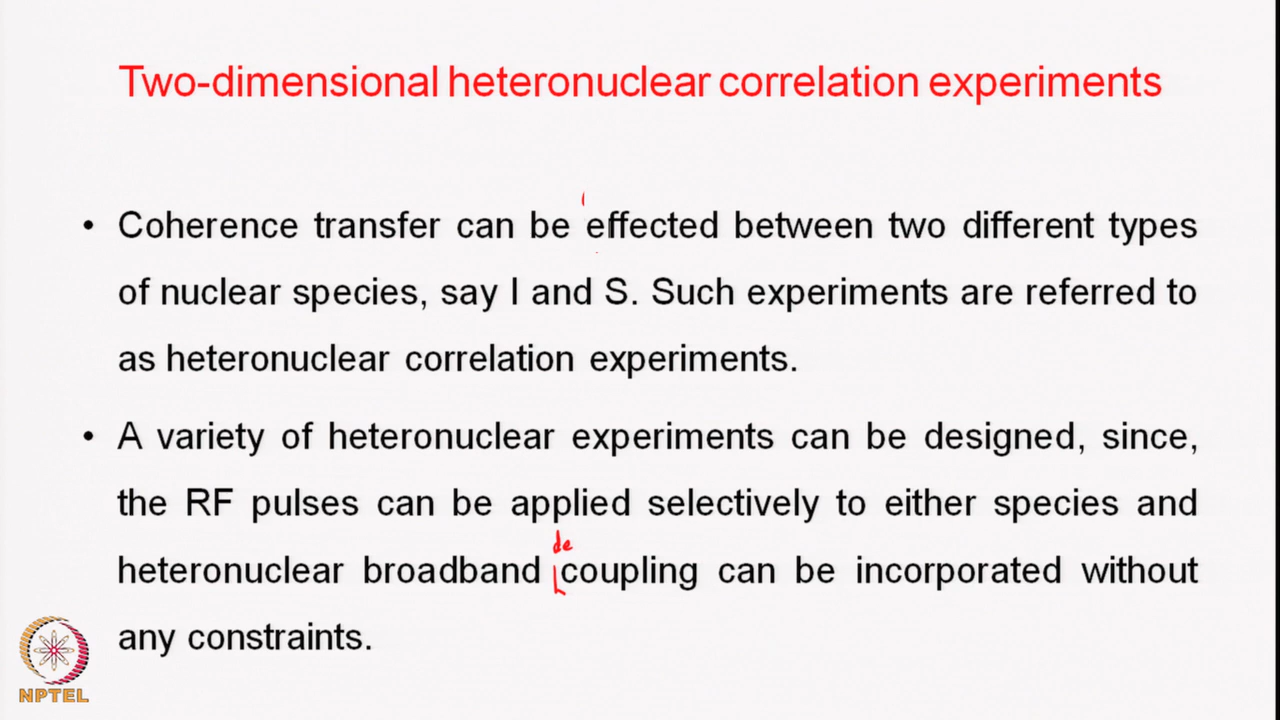 Two-dimensional heteronuclear correlation experiments
• Coherence transfer can be effected between two different types
of nuclear species, say I and S. Such experiments are referred to
as heteronuclear correlation experiments.
• A variety of heteronuclear experiments can be designed, since,
the RF pulses can be applied selectively to either species and
de
heteronuclear broadband coupling can be incorporated without
any constraints.
NPTEL